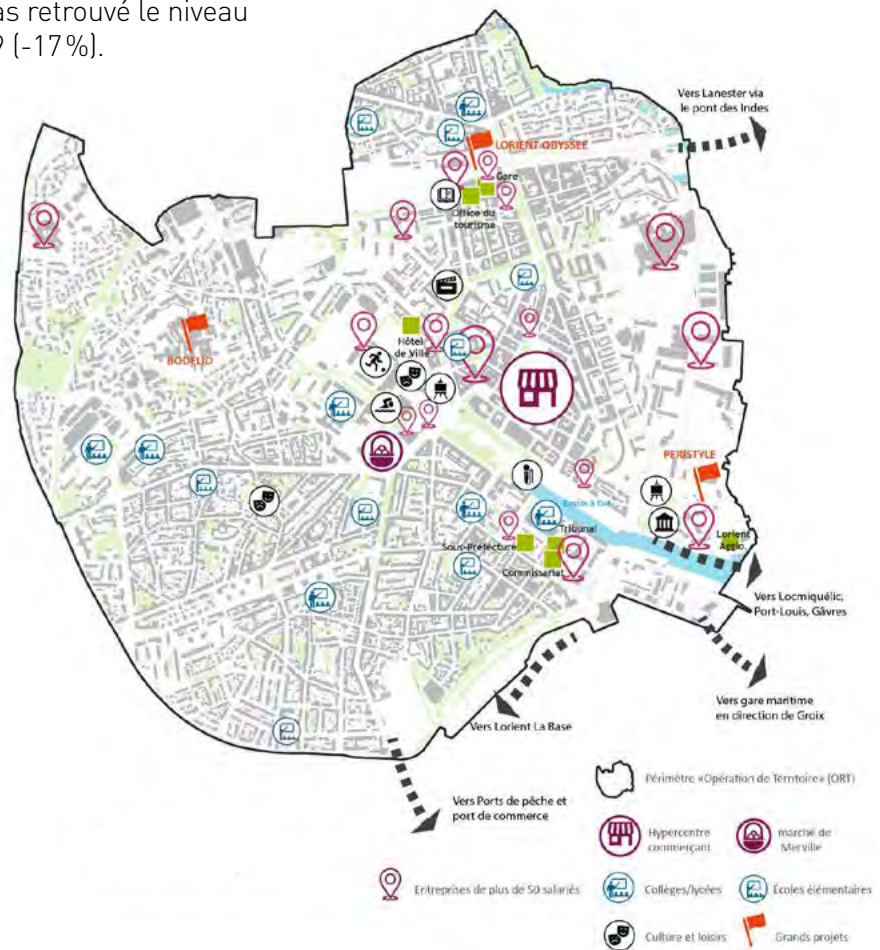 as retrouvé le niveau
9 (-17%).
Vers Lanester via
le pont des Indes
LORIENT ODYSSEE
Gare
Office du
tourisme
BODELIO
Hôtel
de Ville
PERISTYLE
Bassin à flot
Tribunal
Sous-Préfecture
Commissariat
Lorient
Agglo.
Vers Locmiquélic,
Port-Louis, Gâvres
Vers gare maritime
en direction de Groix
Vers Lorient La Base
Vers Ports de pêche et
port de commerce
Périmètre «Opération de Territoire» (ORT)
Hypercentre
commerçant
marché de
Merville
Entreprises de plus de 50 salariés
Collèges/lycées
Écoles élémentaires
Culture et loisirs
Grands projets